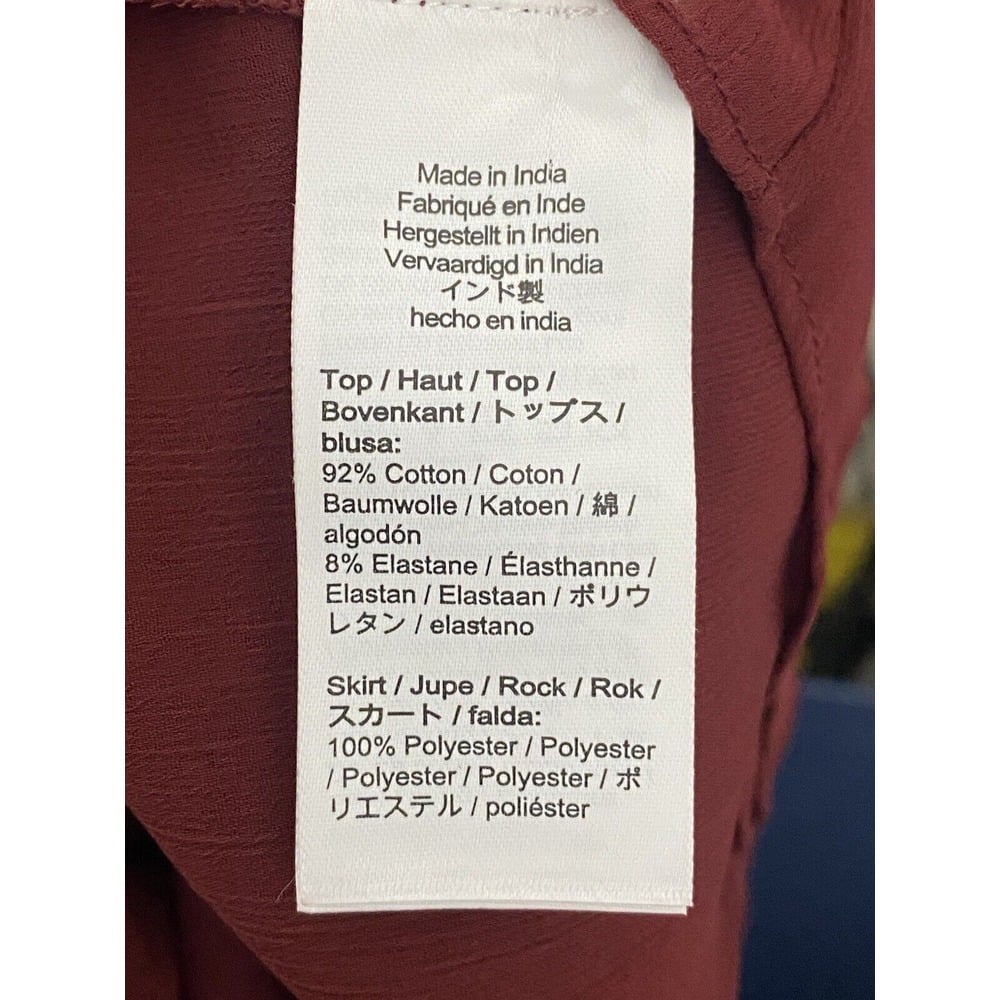 Made in India
Fabriqué en Inde
Hergestellt in Indien
Vervaardigd in India
インド製
hecho en india
Top / Haut / Top /
Bovenkant / トップス /
blusa:
92% Cotton / Coton /
Baumwolle / Katoen / 綿 /
algodón
8% Elastane / Élasthanne /
Elastan / Elastaan / ポリウ
レタン / elastano
Skirt / Jupe / Rock / Rok /
スカート / falda:
100% Polyester / Polyester
/ Polyester / Polyester / ポ
リエステル / poliéster